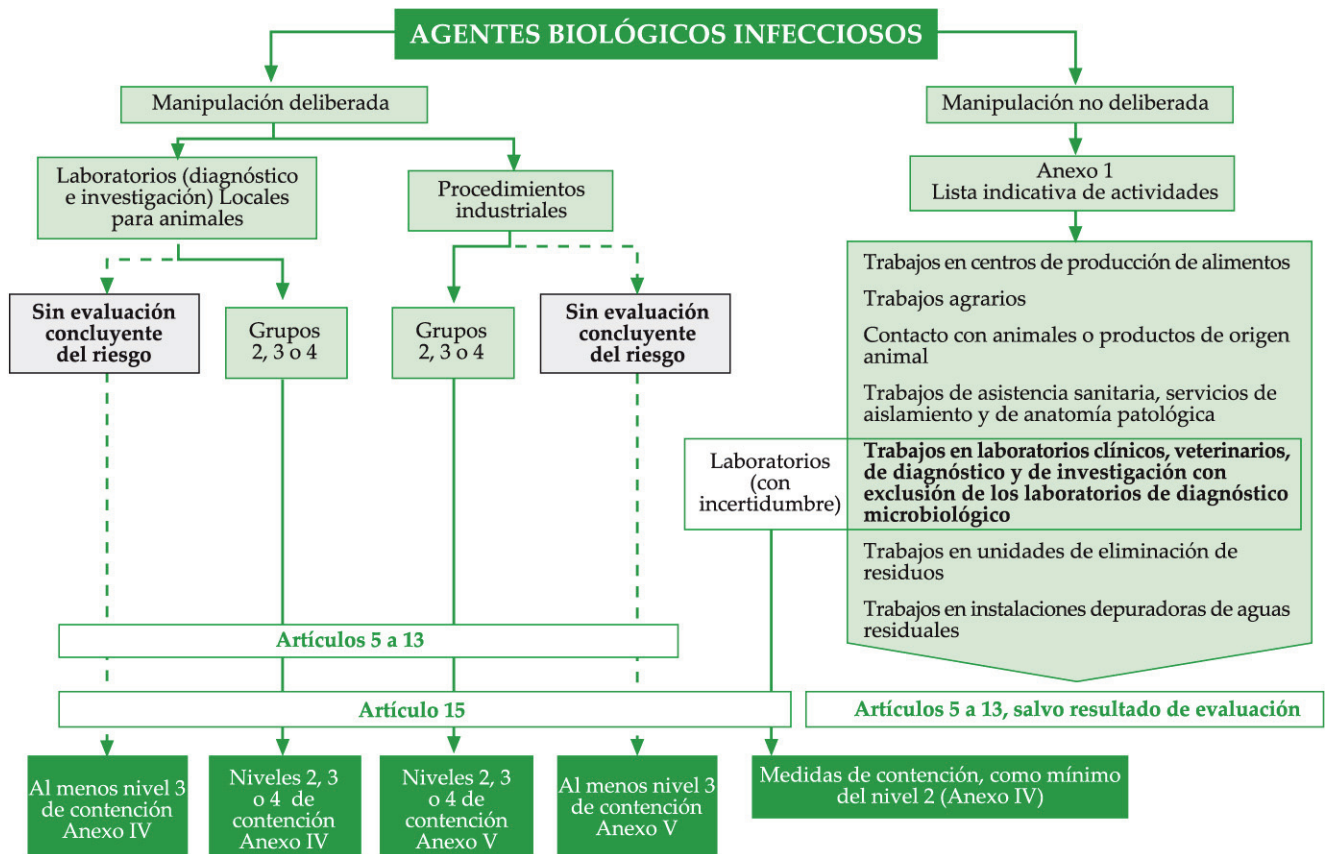 AGENTES BIOLÓGICOS INFECCIOSOS
Manipulación deliberada
Manipulación no deliberada
Laboratorios (diagnóstico
e investigación) Locales
para animales
Procedimientos
industriales
Anexo 1
Lista indicativa de actividades
Sin evaluación
concluyente
del riesgo
Grupos
2, 3 o 4
Grupos
2, 3 o 4
Sin evaluación
concluyente
del riesgo
Trabajos en centros de producción de alimentos
Trabajos agrarios
Contacto con animales o productos de origen
animal
Trabajos de asistencia sanitaria, servicios de
aislamiento y de anatomía patológica
Laboratorios
(con
incertidumbre)
Trabajos en laboratorios clínicos, veterinarios,
de diagnóstico y de investigación con
exclusión de los laboratorios de diagnóstico
microbiológico
Trabajos en unidades de eliminación de
residuos
Trabajos en instalaciones depuradoras de aguas
residuales
Artículos 5 a 13
Artículo 15
Artículos 5 a 13, salvo resultado de evaluación
Al menos nivel 3
de contención
Anexo IV
Niveles 2, 3
o 4 de
contención
Anexo IV
Niveles 2, 3
o 4 de
contención
Anexo V
Al menos nivel 3
de contención
Anexo V
Medidas de contención, como mínimo
del nivel 2 (Anexo IV)